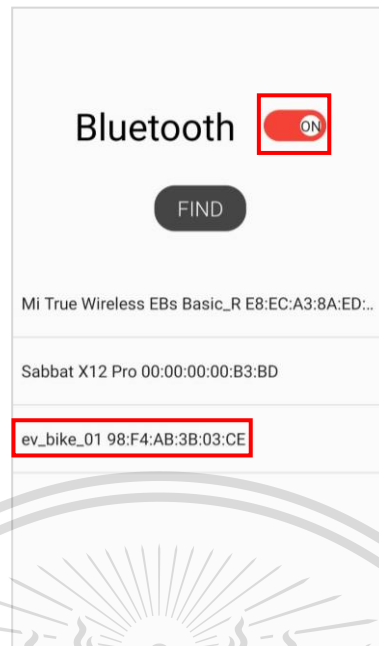 Bluetooth ON
FIND
Mi True Wireless EBs Basic_R E8:EC:A3:8A:ED:..
Sabbat X12 Pro 00:00:00:00:B3:BD
ev_bike_01 98:F4:AB:3B:03:CE